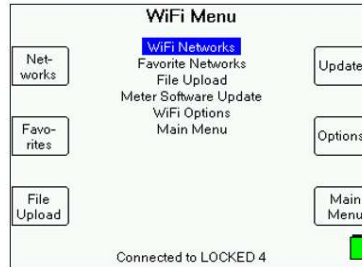 WiFi Menu
WiFi Networks
Favorite Networks
File Upload
Meter Software Update
WiFi Options
Main Menu
Net-
works
Favo-
rites
File
Upload
Update
Options
Main
Menu
Connected to LOCKED 4